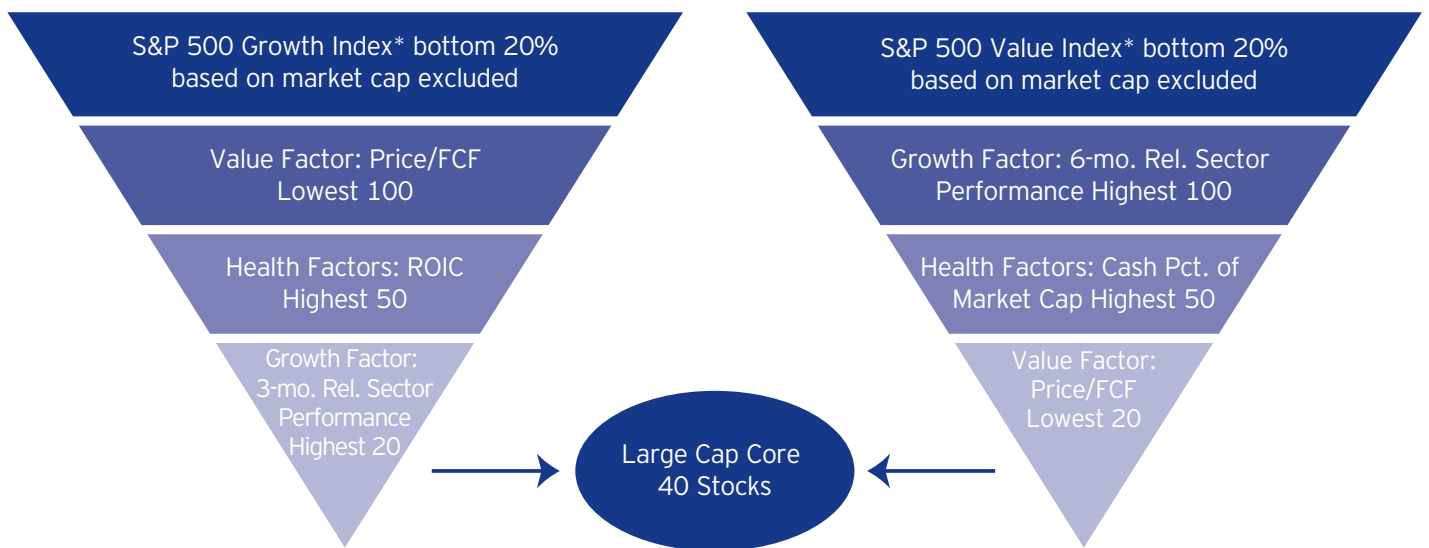 S&P 500 Growth Index* bottom 20%
based on market cap excluded
Value Factor: Price/FCF
Lowest 100
Health Factors: ROIC
Highest 50
Growth Factor:
3-mo. Rel. Sector
Performance
Highest 20
S&P 500 Value Index* bottom 20%
based on market cap excluded
Growth Factor: 6-mo. Rel. Sector
Performance Highest 100
Health Factors: Cash Pct. of
Market Cap Highest 50
Value Factor:
Price/FCF
Lowest 20
Large Cap Core
40 Stocks